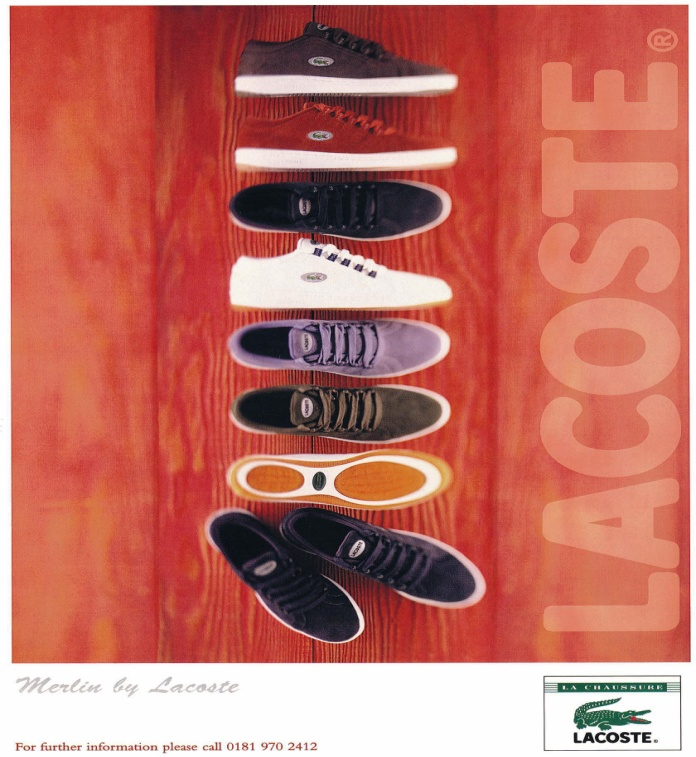 LACOSTE®
Merlin by Lacoste
For further information please call 0181 970 2412
LA CHAUSSURE
LACOSTE®